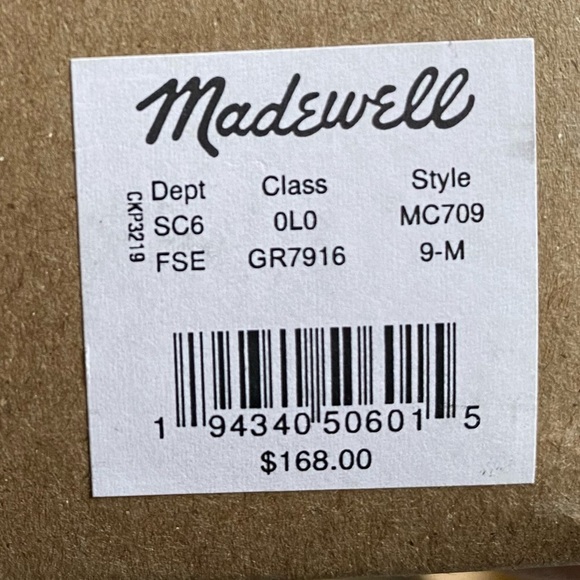 Madewell
Dept Class Style
SC6 0L0 MC709
FSE GR7916 9-M
CKP3219
1 94340 50601 5
$168.00